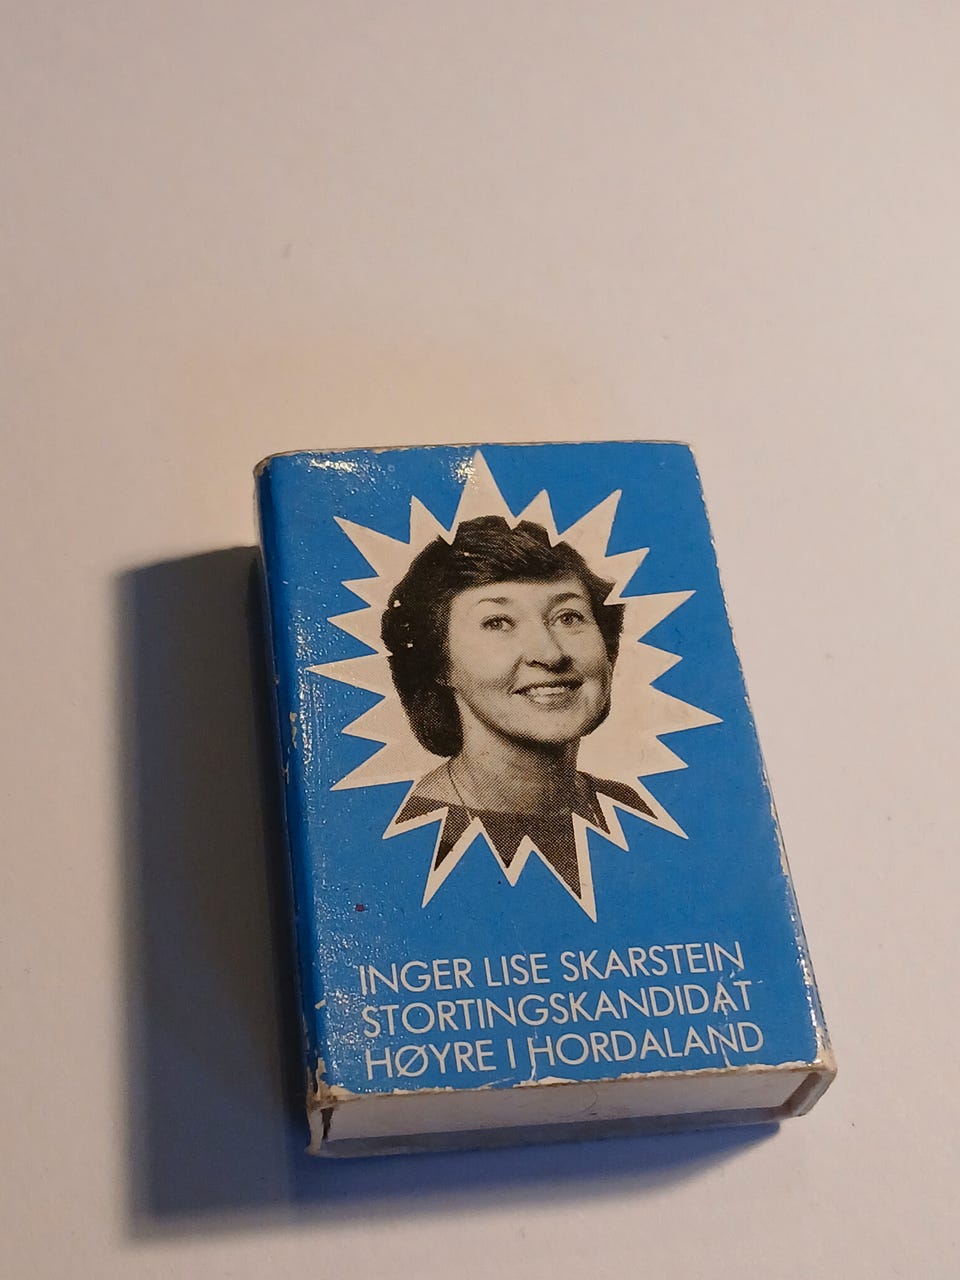 INGER LISE SKARSTEIN
STORTINGSKANDIDAT
HØYRE I HORDALAND